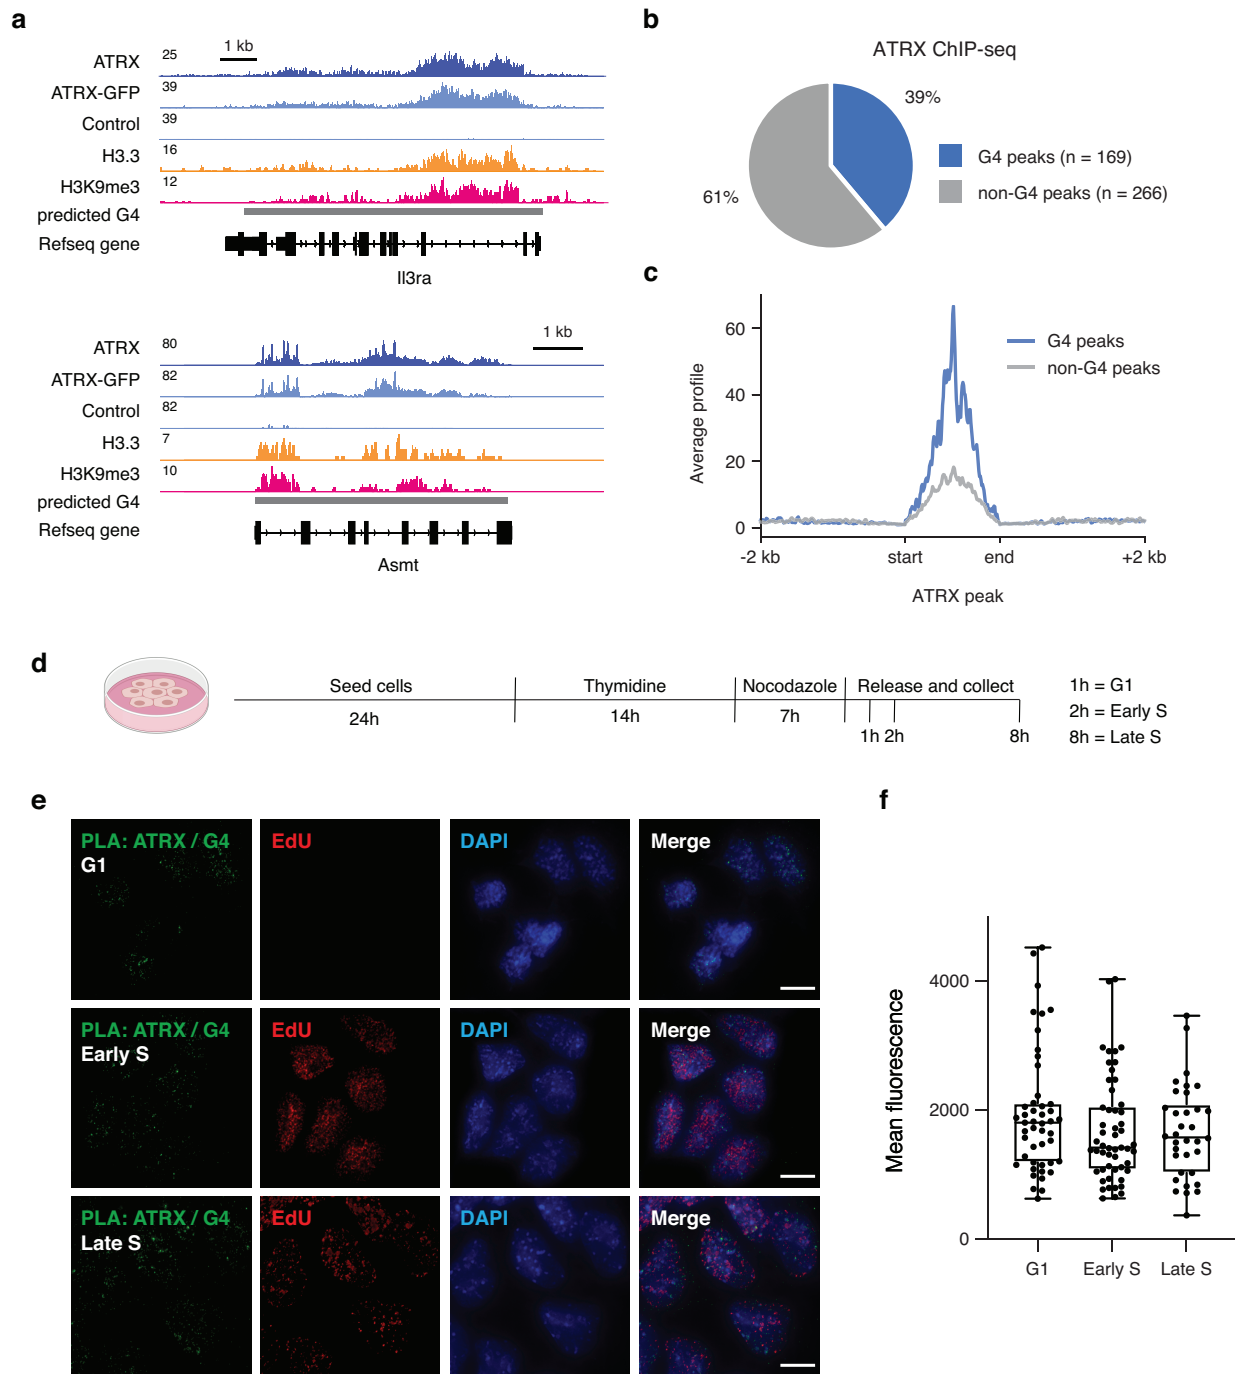 a
1 kb
ATRX 25
ATRX-GFP 39
Control 39
H3.3 16
H3K9me3 12
predicted G4
Refseq gene
Il3ra
1 kb
ATRX 80
ATRX-GFP 82
Control 82
H3.3 7
H3K9me3 10
predicted G4
Refseq gene
Asmt
b
ATRX ChIP-seq
39%
61%
G4 peaks (n = 169)
non-G4 peaks (n = 266)
c
Average profile
60
40
20
0
-2 kb start end +2 kb
ATRX peak
G4 peaks
non-G4 peaks
d
Seed cells Thymidine Nocodazole Release and collect
24h 14h 7h
1h 2h 8h
1h = G1
2h = Early S
8h = Late S
e
PLA: ATRX / G4 EdU DAPI Merge
G1
PLA: ATRX / G4 EdU DAPI Merge
Early S
PLA: ATRX / G4 EdU DAPI Merge
Late S
f
Mean fluorescence
4000
2000
0
G1 Early S Late S